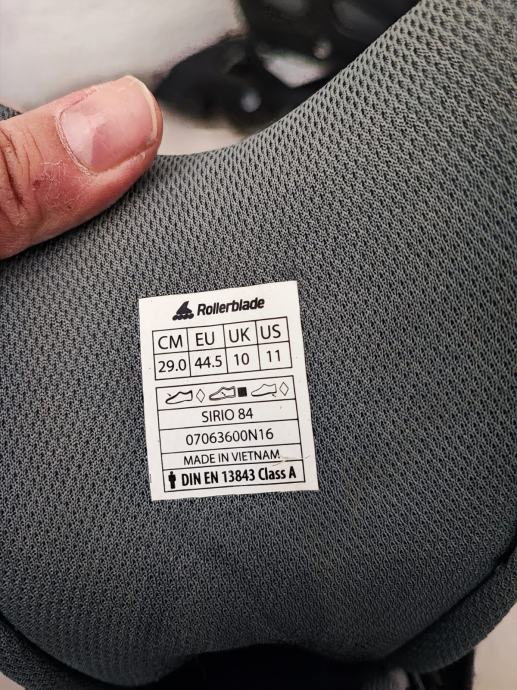 Rollerblade
CM EU UK US
29.0 44.5 10 11
SIRIO 84
07063600N16
MADE IN VIETNAM
DIN EN 13843 Class A